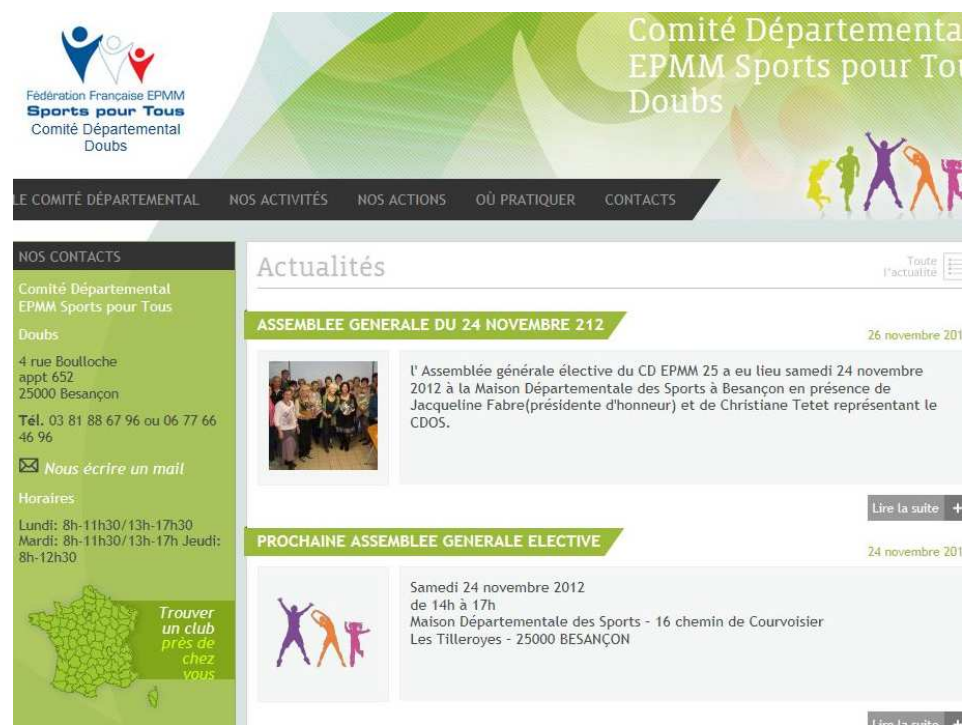 Fédération Française EPMM
Sports pour Tous
Comité Départemental
Doubs
Comité Départementa
EPMM Sports pour Tou
Doubs
LE COMITÉ DÉPARTEMENTAL NOS ACTIVITÉS NOS ACTIONS OÙ PRATIQUER CONTACTS
NOS CONTACTS
Comité Départemental
EPMM Sports pour Tous
Doubs
4 rue Boulloche
appt 652
25000 Besançon
Tél. 03 81 88 67 96 ou 06 77 66
46 96
Nous écrire un mail
Horaires
Lundi: 8h-11h30/13h-17h30
Mardi: 8h-11h30/13h-17h Jeudi:
8h-12h30
Trouver
un club
près de
chez
vous
Actualités
Toute
l'actualité
ASSEMBLEE GENERALE DU 24 NOVEMBRE 212
26 novembre 201
l' Assemblée générale élective du CD EPMM 25 a eu lieu samedi 24 novembre
2012 à la Maison Départementale des Sports à Besançon en présence de
Jacqueline Fabre(présidente d'honneur) et de Christiane Tetet représentant le
CDOS.
Lire la suite +
PROCHAINE ASSEMBLEE GENERALE ELECTIVE
24 novembre 201
Samedi 24 novembre 2012
de 14h à 17h
Maison Départementale des Sports - 16 chemin de Courvoisier
Les Tilleroyes - 25000 BESANÇON
Lire la suite +